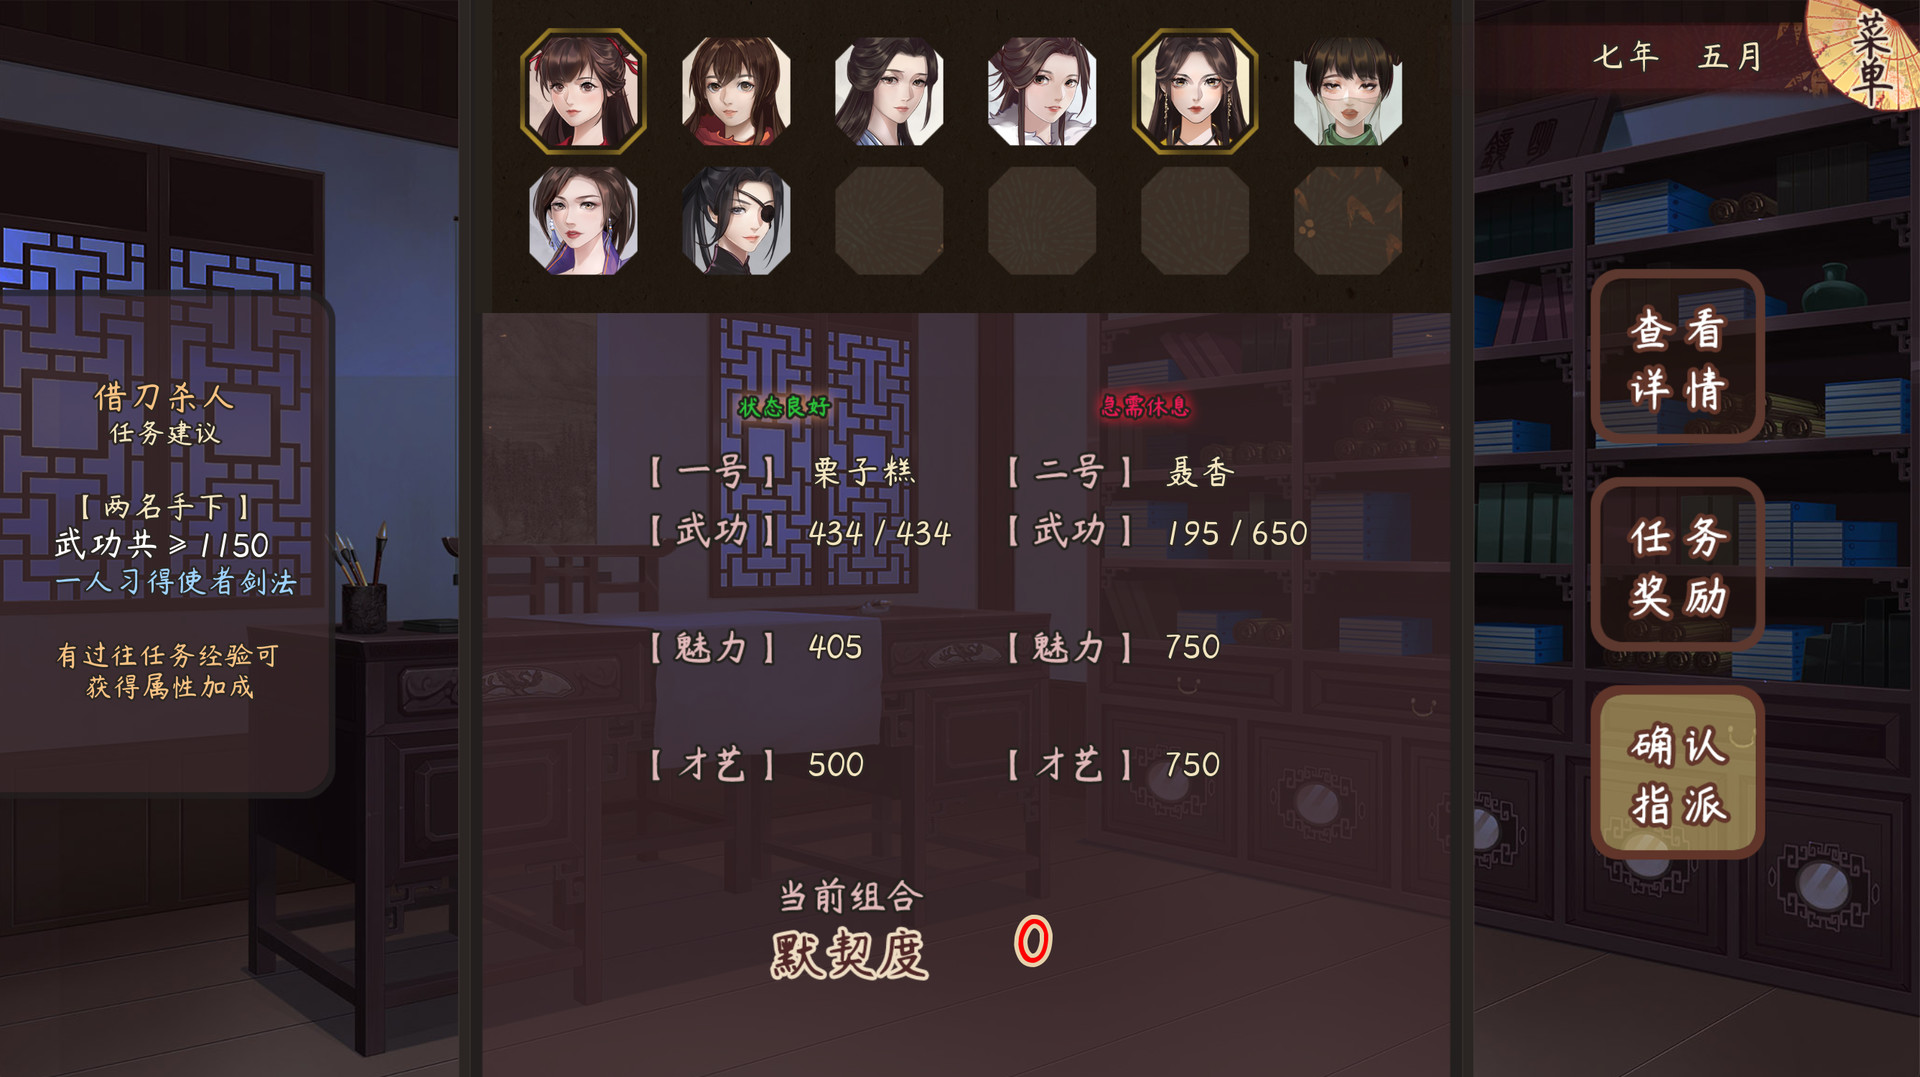 七年 五月
菜单
借刀杀人
任务建议
【两名手下】
武功共≥1150
一人习得使者剑法
有过往任务经验可
获得属性加成
状态良好
急需休息
【一号】 栗子糕 【二号】 聂香
【武功】 434/434 【武功】 195/650
【魅力】 405 【魅力】 750
【才艺】 500 【才艺】 750
当前组合
默契度 0
查看
详情
任务
奖励
确认
指派